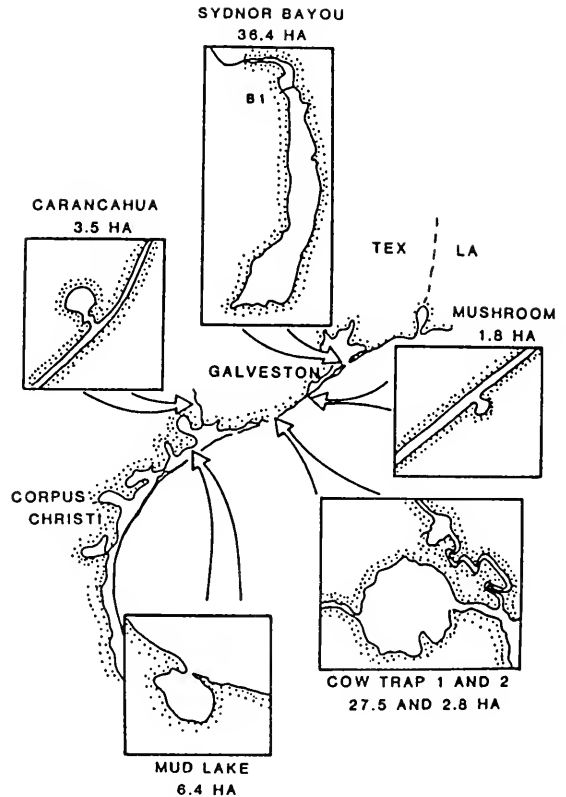 SYDNOR BAYOU
36.4 HA
B1
CARANCAHUA
3.5 HA
TEX
LA
MUSHROOM
1.8 HA
GALVESTON
CORPUS
CHRISTI
COW TRAP 1 AND 2
27.5 AND 2.8 HA
MUD LAKE
6.4 HA